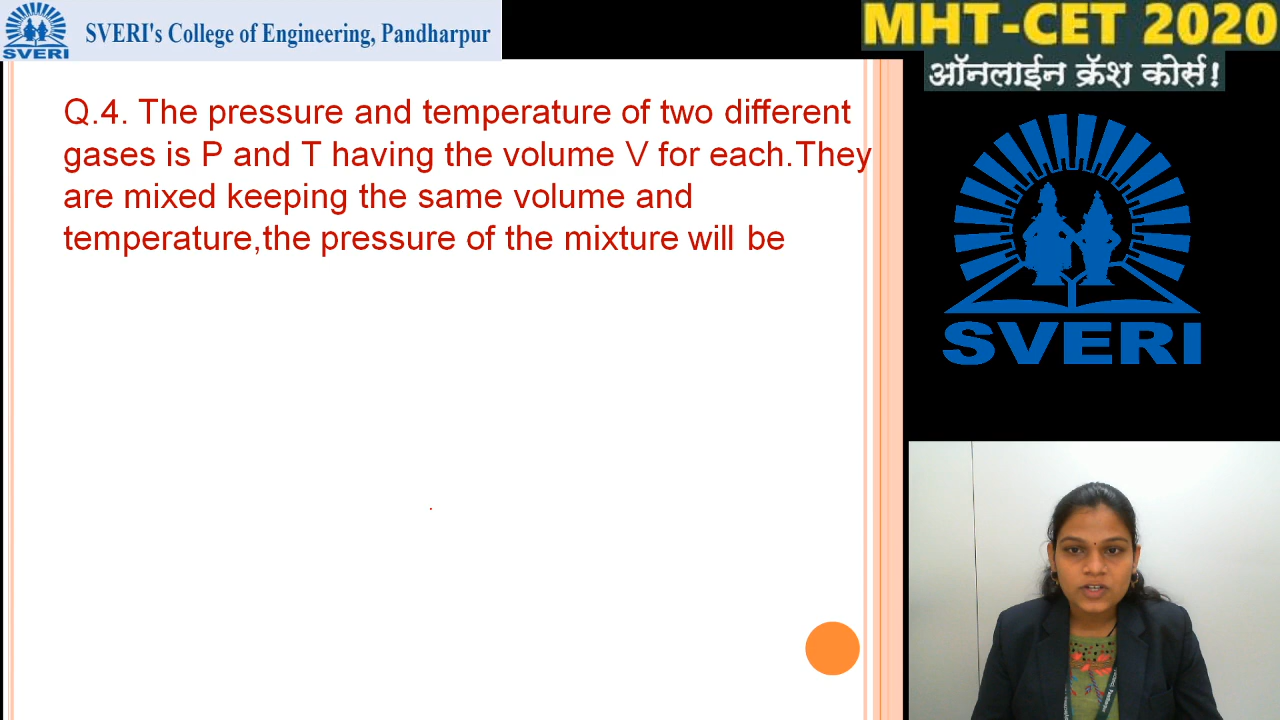 SVERI
SVERI's College of Engineering, Pandharpur
MHT-CET 2020
ऑनलाईन क्रॅश कोर्स!
Q.4. The pressure and temperature of two different
gases is P and T having the volume V for each.They
are mixed keeping the same volume and
temperature,the pressure of the mixture will be
SVERI